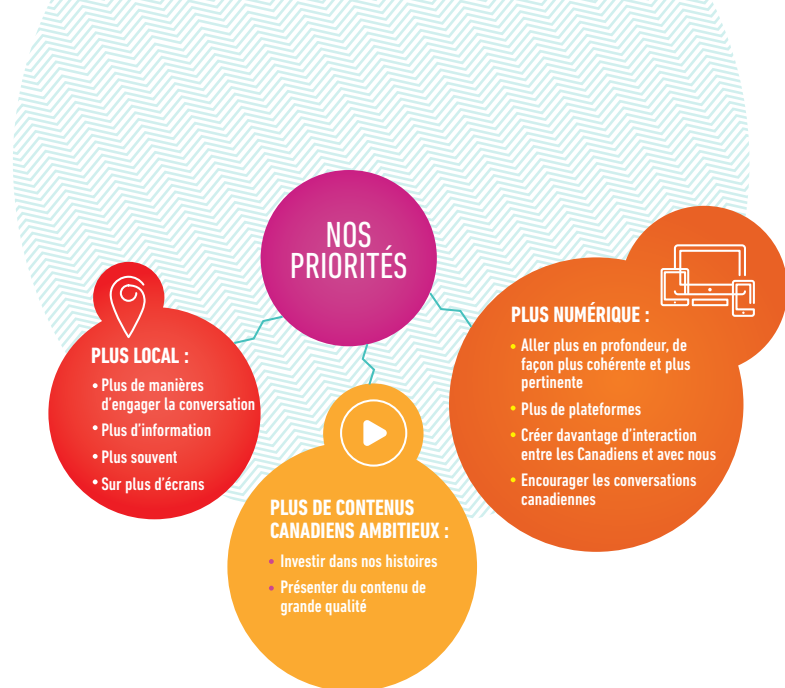 NOS
PRIORITÉS
PLUS LOCAL :
• Plus de manières
d'engager la conversation
• Plus d'information
• Plus souvent
• Sur plus d'écrans
PLUS DE CONTENUS
CANADIENS AMBITIEUX :
• Investir dans nos histoires
• Présenter du contenu de
grande qualité
PLUS NUMÉRIQUE :
• Aller plus en profondeur, de
façon plus cohérente et plus
pertinente
• Plus de plateformes
• Créer davantage d'interaction
entre les Canadiens et avec nous
• Encourager les conversations
canadiennes